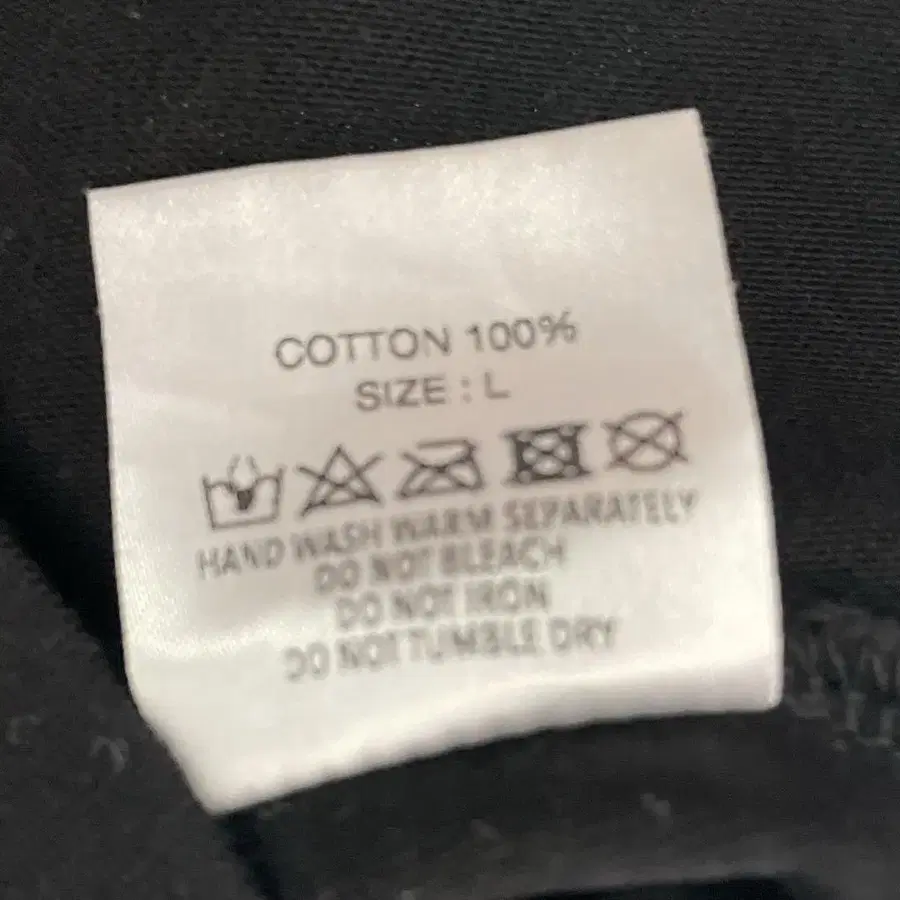 COTTON 100%
SIZE : L
HAND WASH WARM SEPARATELY
DO NOT BLEACH
DO NOT IRON
DO NOT TUMBLE DRY